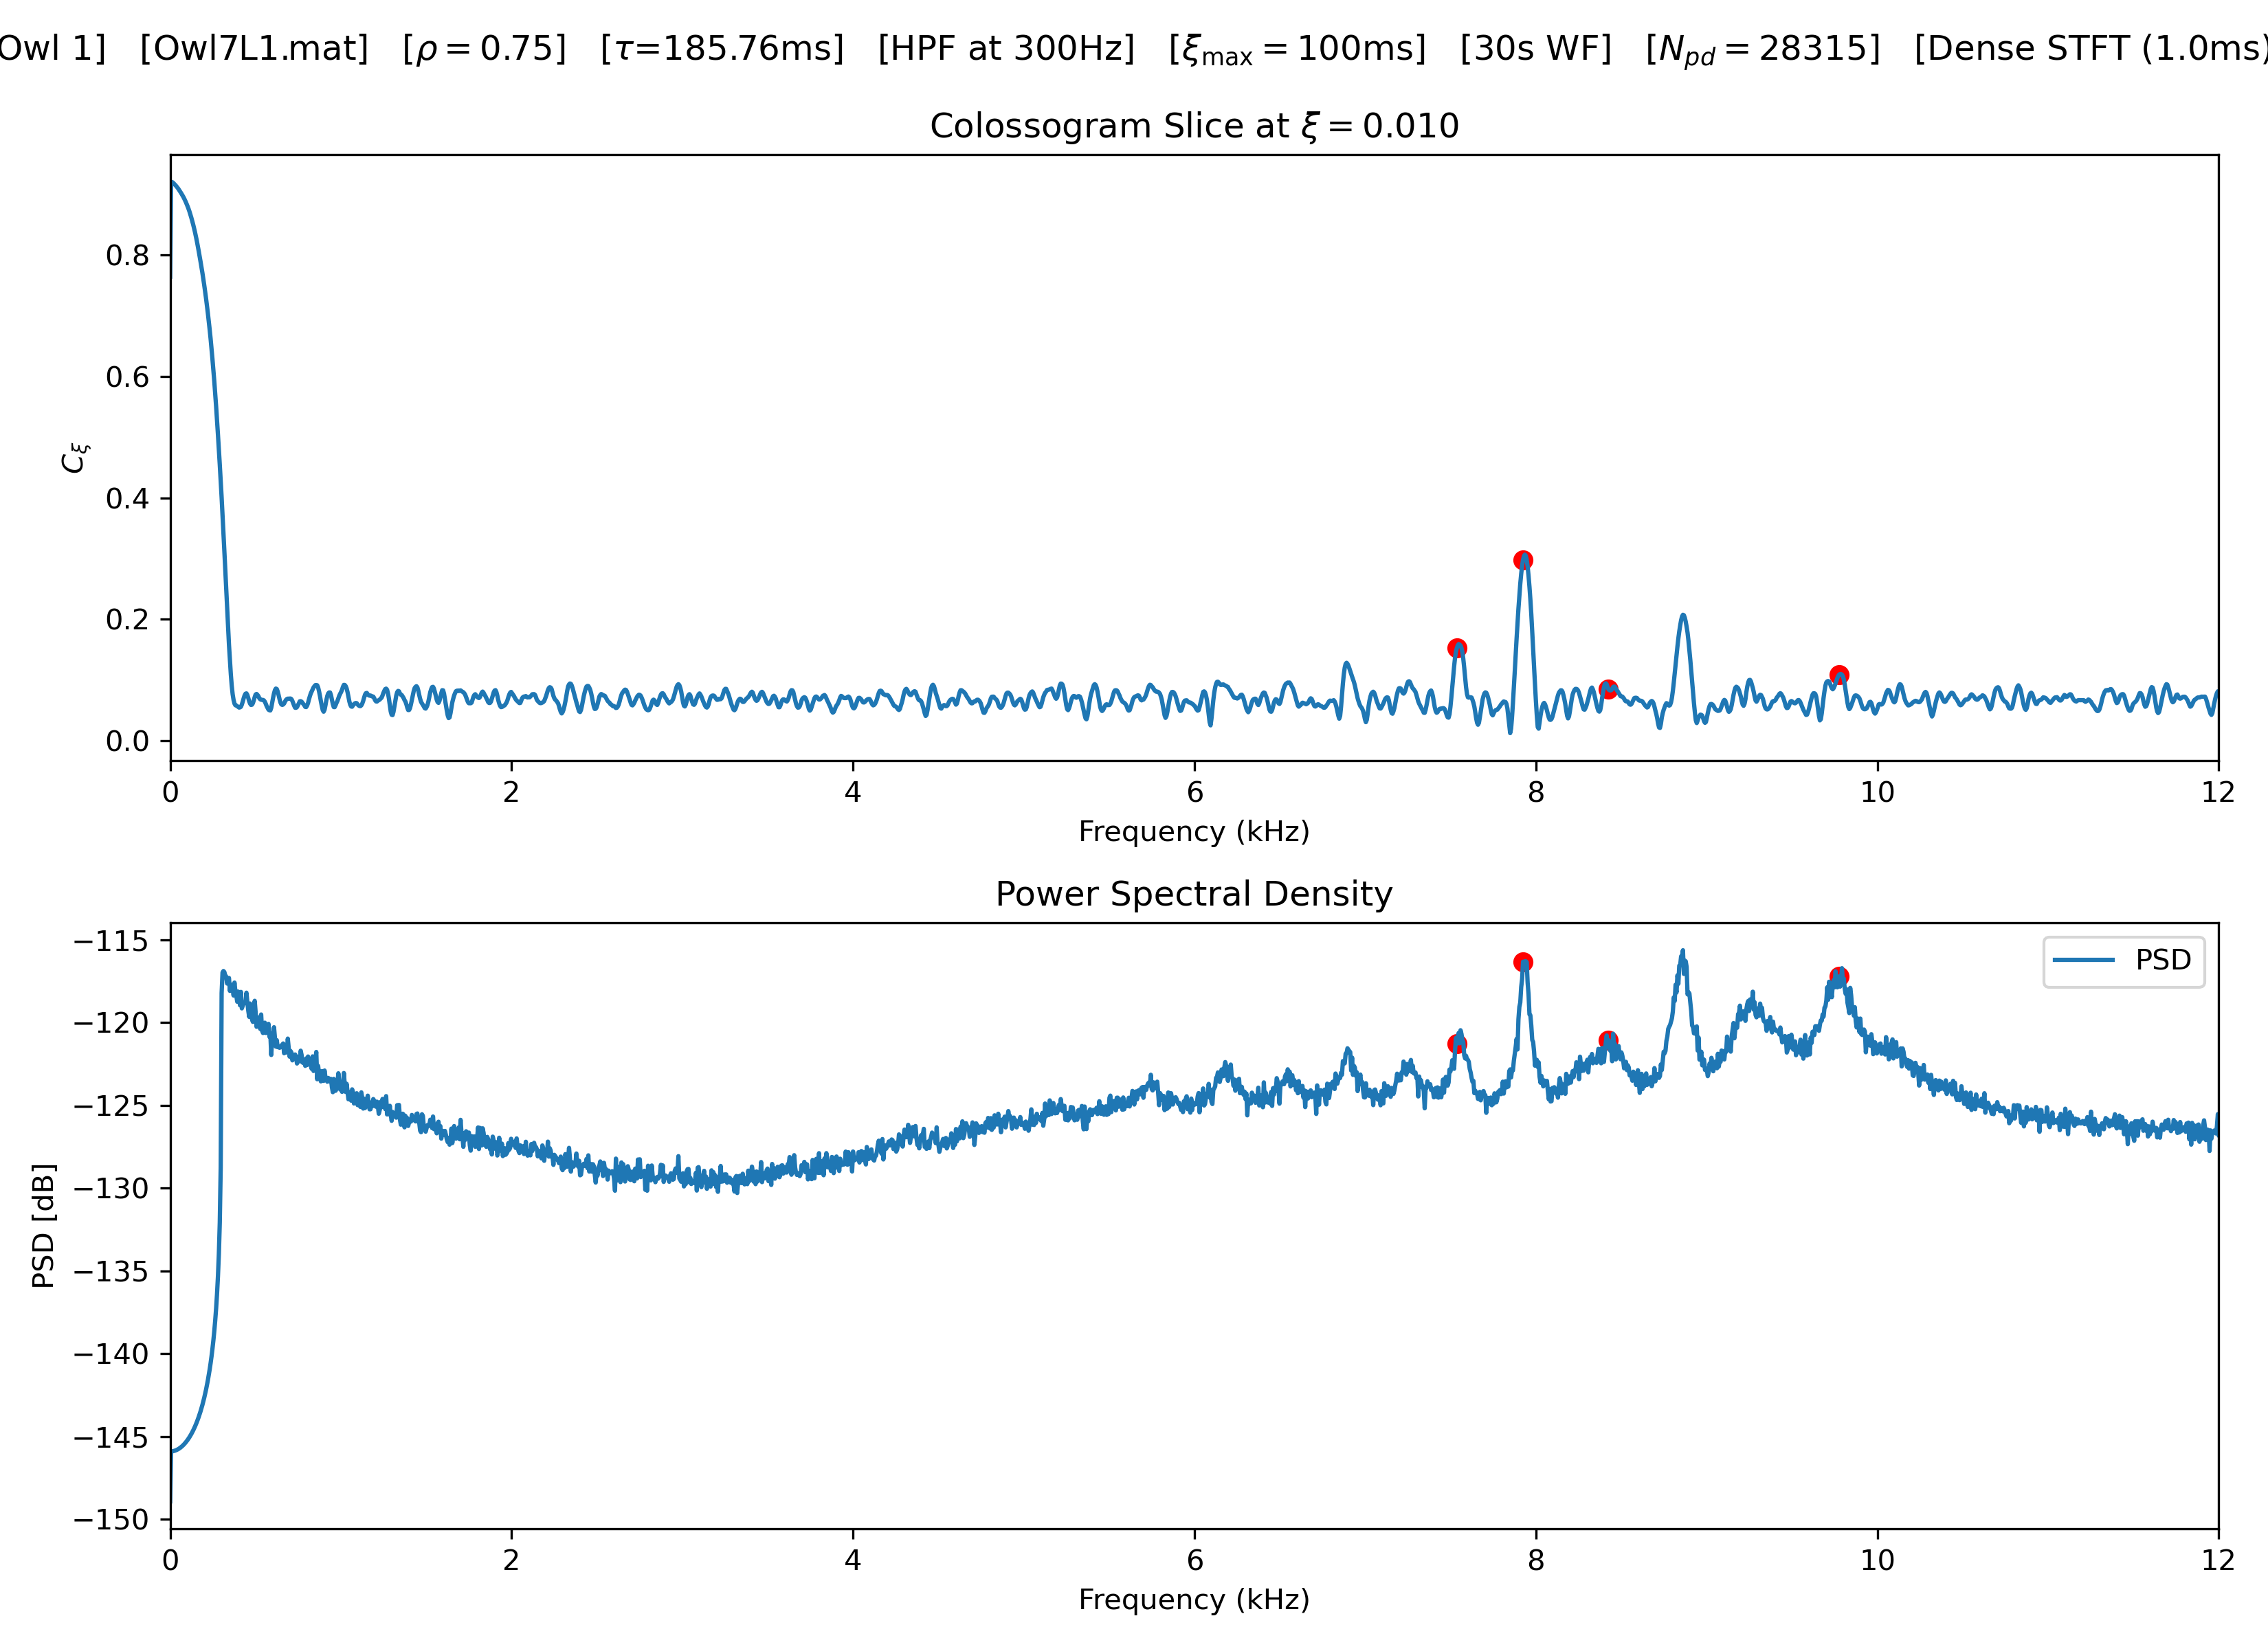 Owl 1] [Owl7L1.mat] [ρ = 0.75] [τ=185.76ms] [HPF at 300Hz] [ξmax = 100ms] [30s WF] [Npd = 28315] [Dense STFT (1.0ms)
Colossogram Slice at ξ = 0.010
Cξ
0.8
0.6
0.4
0.2
0.0
0 2 4 6 8 10 12
Frequency (kHz)
Power Spectral Density
PSD [dB]
−115
−120
−125
−130
−135
−140
−145
−150
PSD
0 2 4 6 8 10 12
Frequency (kHz)